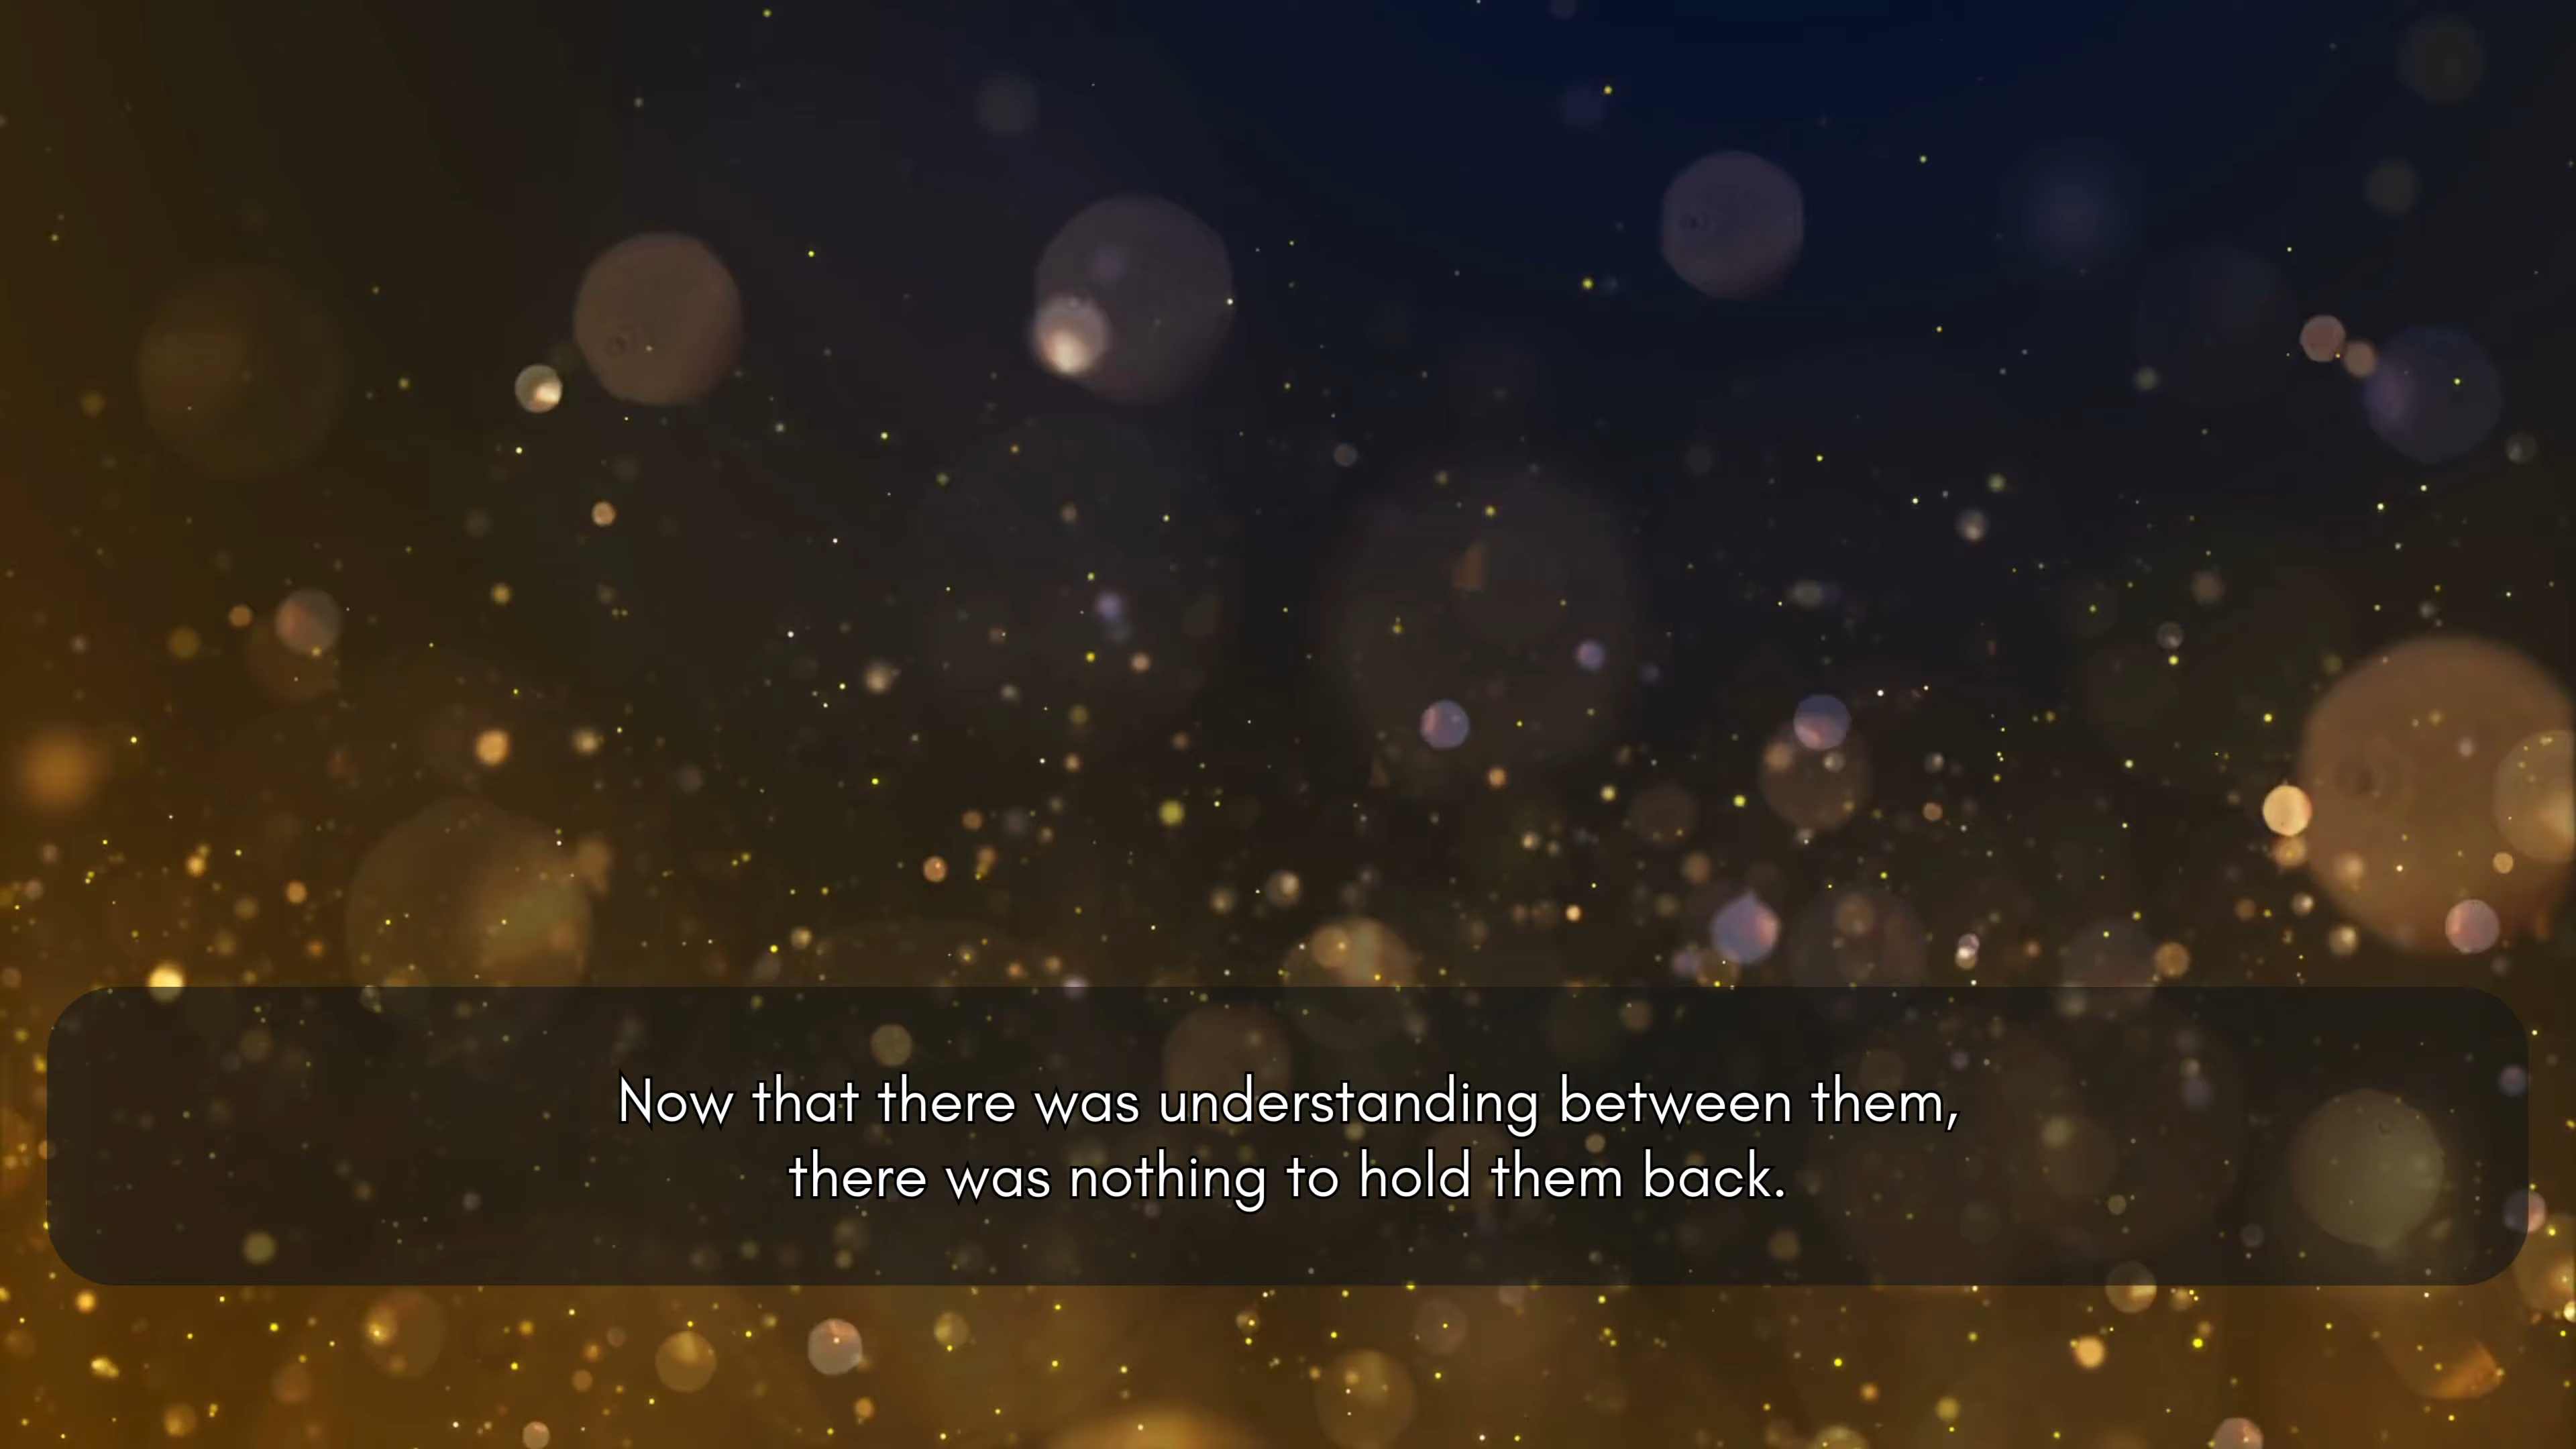 Now that there was understanding between them,
there was nothing to hold them back.